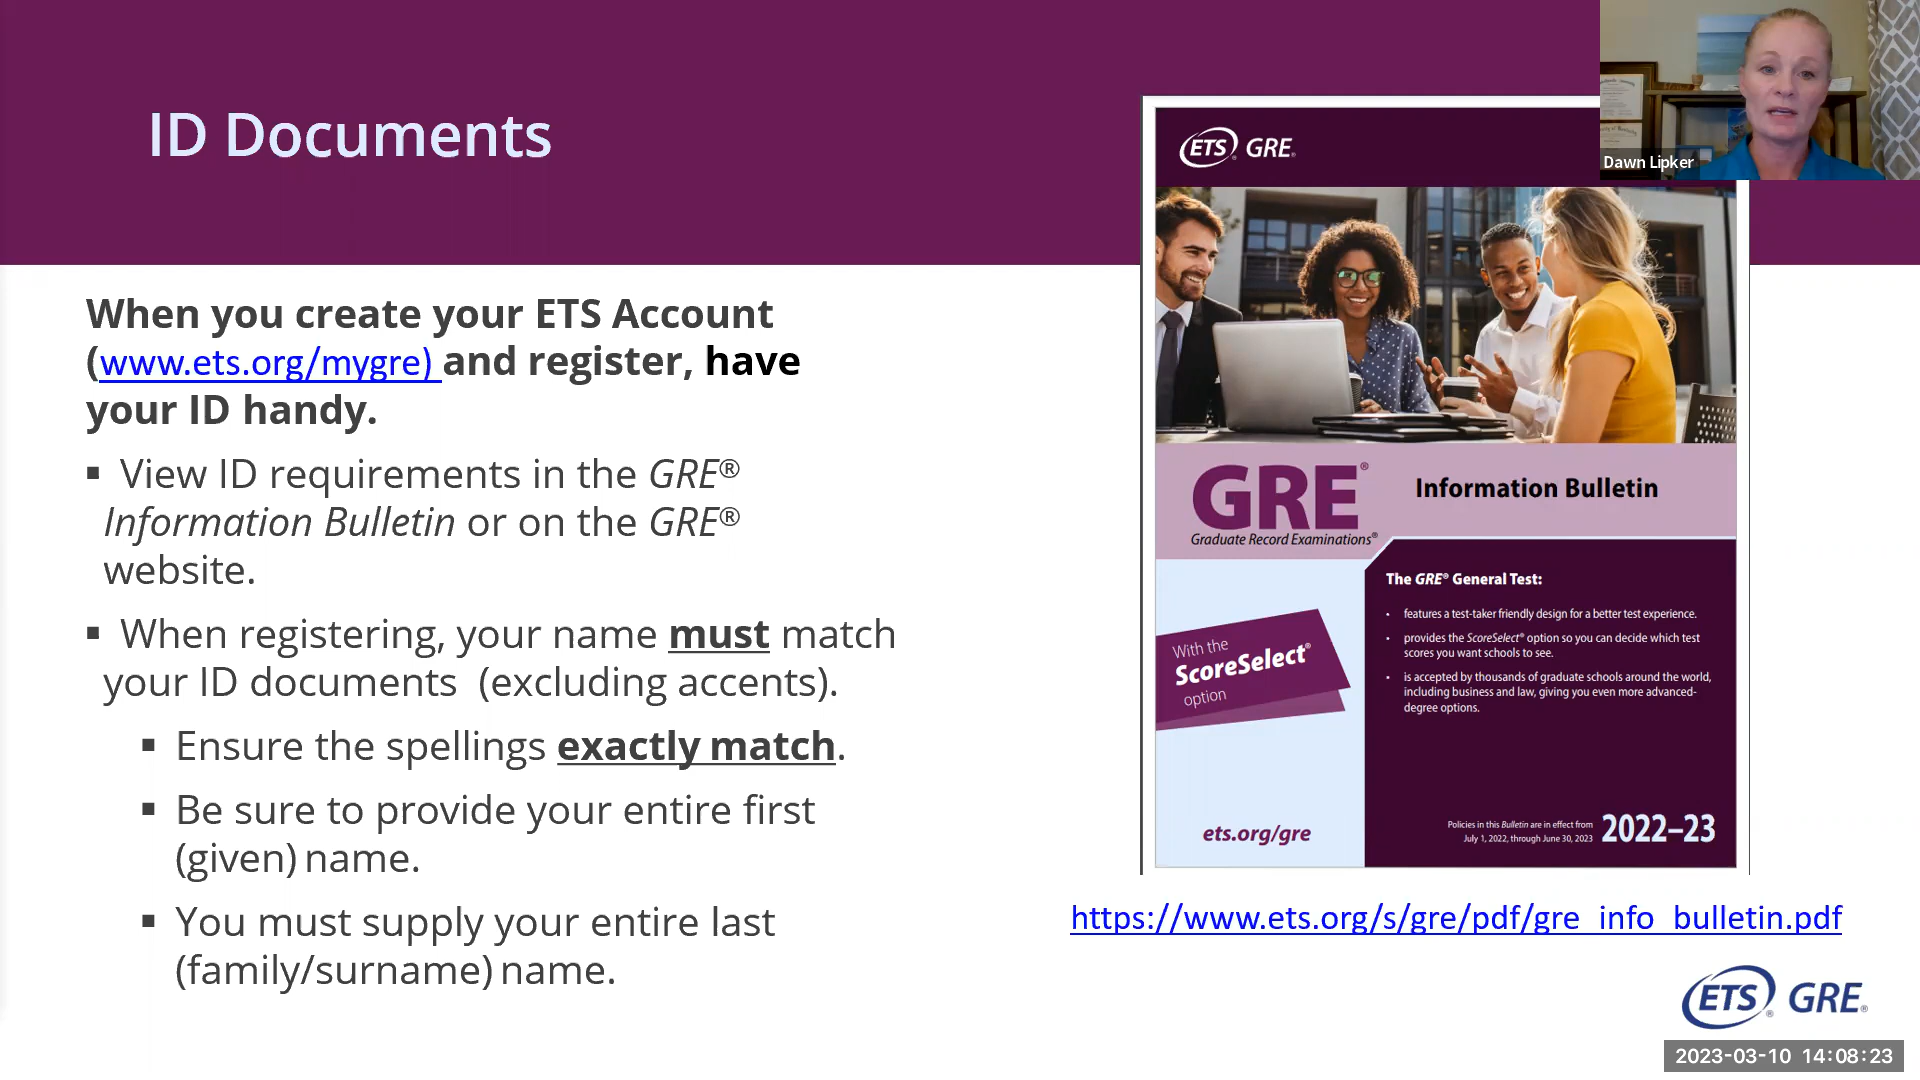 ID Documents
Dawn Lipker
When you create your ETS Account
(www.ets.org/mygre) and register, have
your ID handy.
▪ View ID requirements in the GRE®
Information Bulletin or on the GRE®
website.
▪ When registering, your name must match
your ID documents (excluding accents).
▪ Ensure the spellings exactly match.
▪ Be sure to provide your entire first
(given) name.
▪ You must supply your entire last
(family/surname) name.
ETS® GRE®
GRE®
Graduate Record Examinations®
Information Bulletin
With the
ScoreSelect®
option
The GRE® General Test:
• features a test-taker friendly design for a better test experience.
• provides the ScoreSelect® option so you can decide which test
scores you want schools to see.
• is accepted by thousands of graduate schools around the world,
including business and law, giving you even more advanced-
degree options.
ets.org/gre
Policies in this Bulletin are in effect from
July 1, 2022, through June 30, 2023
2022–23
https://www.ets.org/s/gre/pdf/gre_info_bulletin.pdf
ETS® GRE®
2023-03-10 14:08:23